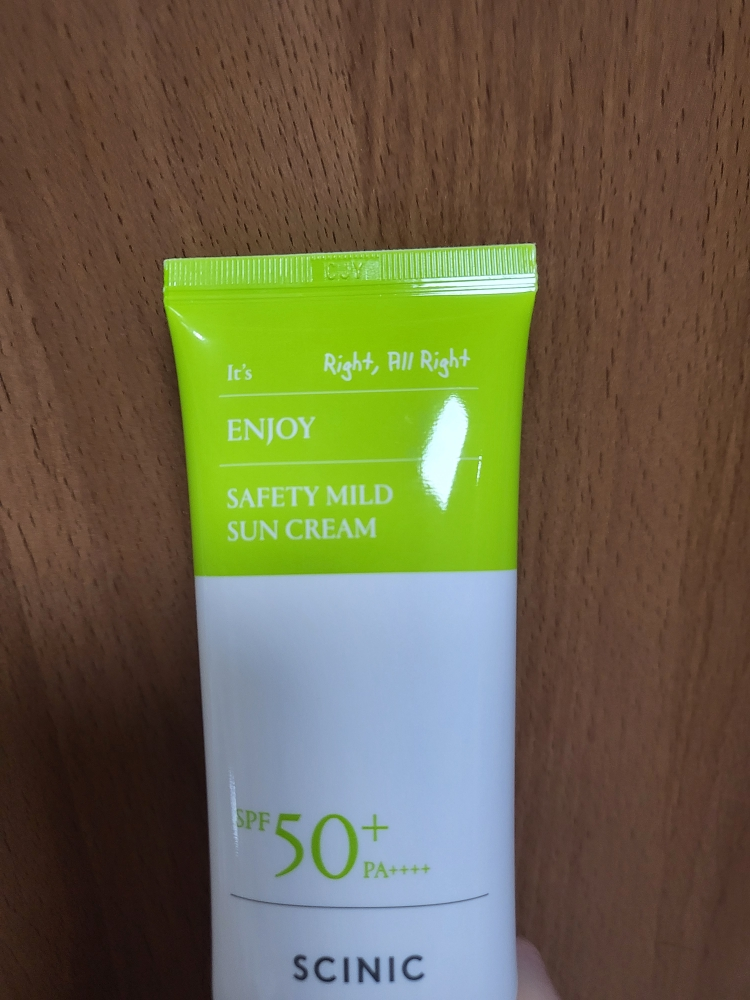 It's Right, All Right
ENJOY
SAFETY MILD
SUN CREAM
SPF 50+
PA++++
SCINIC